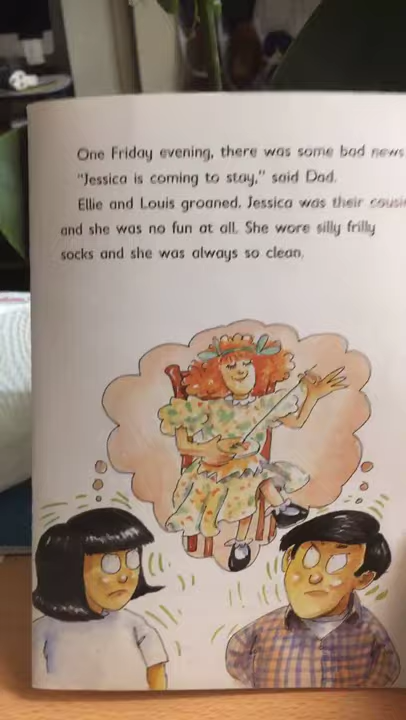 One Friday evening, there was some bad news
"Jessica is coming to stay," said Dad.
Ellie and Louis groaned. Jessica was their
and she was no fun at all. She wore silly frilly
socks and she was always so clean.